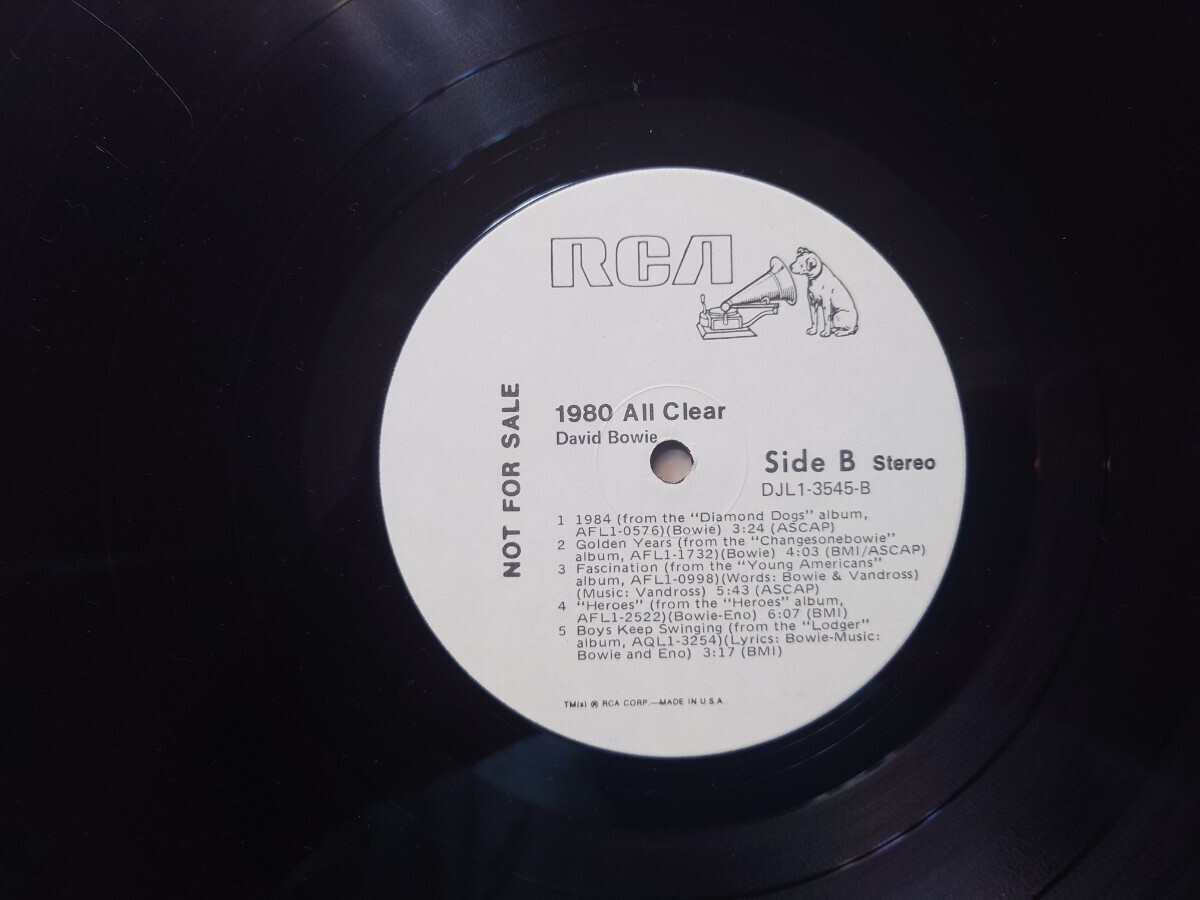 RCA
NOT FOR SALE
1980 All Clear
David Bowie
Side B Stereo
DJL1-3545-B
1 1984 (from the "Diamond Dogs" album,
AFL1-0576)(Bowie) 3:24 (ASCAP)
2 Golden Years (from the "Changesonebowie"
album, AFL1-1732)(Bowie) 4:03 (BMI/ASCAP)
3 Fascination (from the "Young Americans"
album, AFL1-0998)(Words: Bowie & Vandross)
(Music: Vandross) 5:43 (ASCAP)
4 "Heroes" (from the "Heroes" album,
AFL1-2522)(Bowie-Eno) 6:07 (BMI)
5 Boys Keep Swinging (from the "Lodger"
album, AQL1-3254)(Lyrics: Bowie-Music:
Bowie and Eno) 3:17 (BMI)
TM(s) ® RCA CORP.—MADE IN U.S.A.